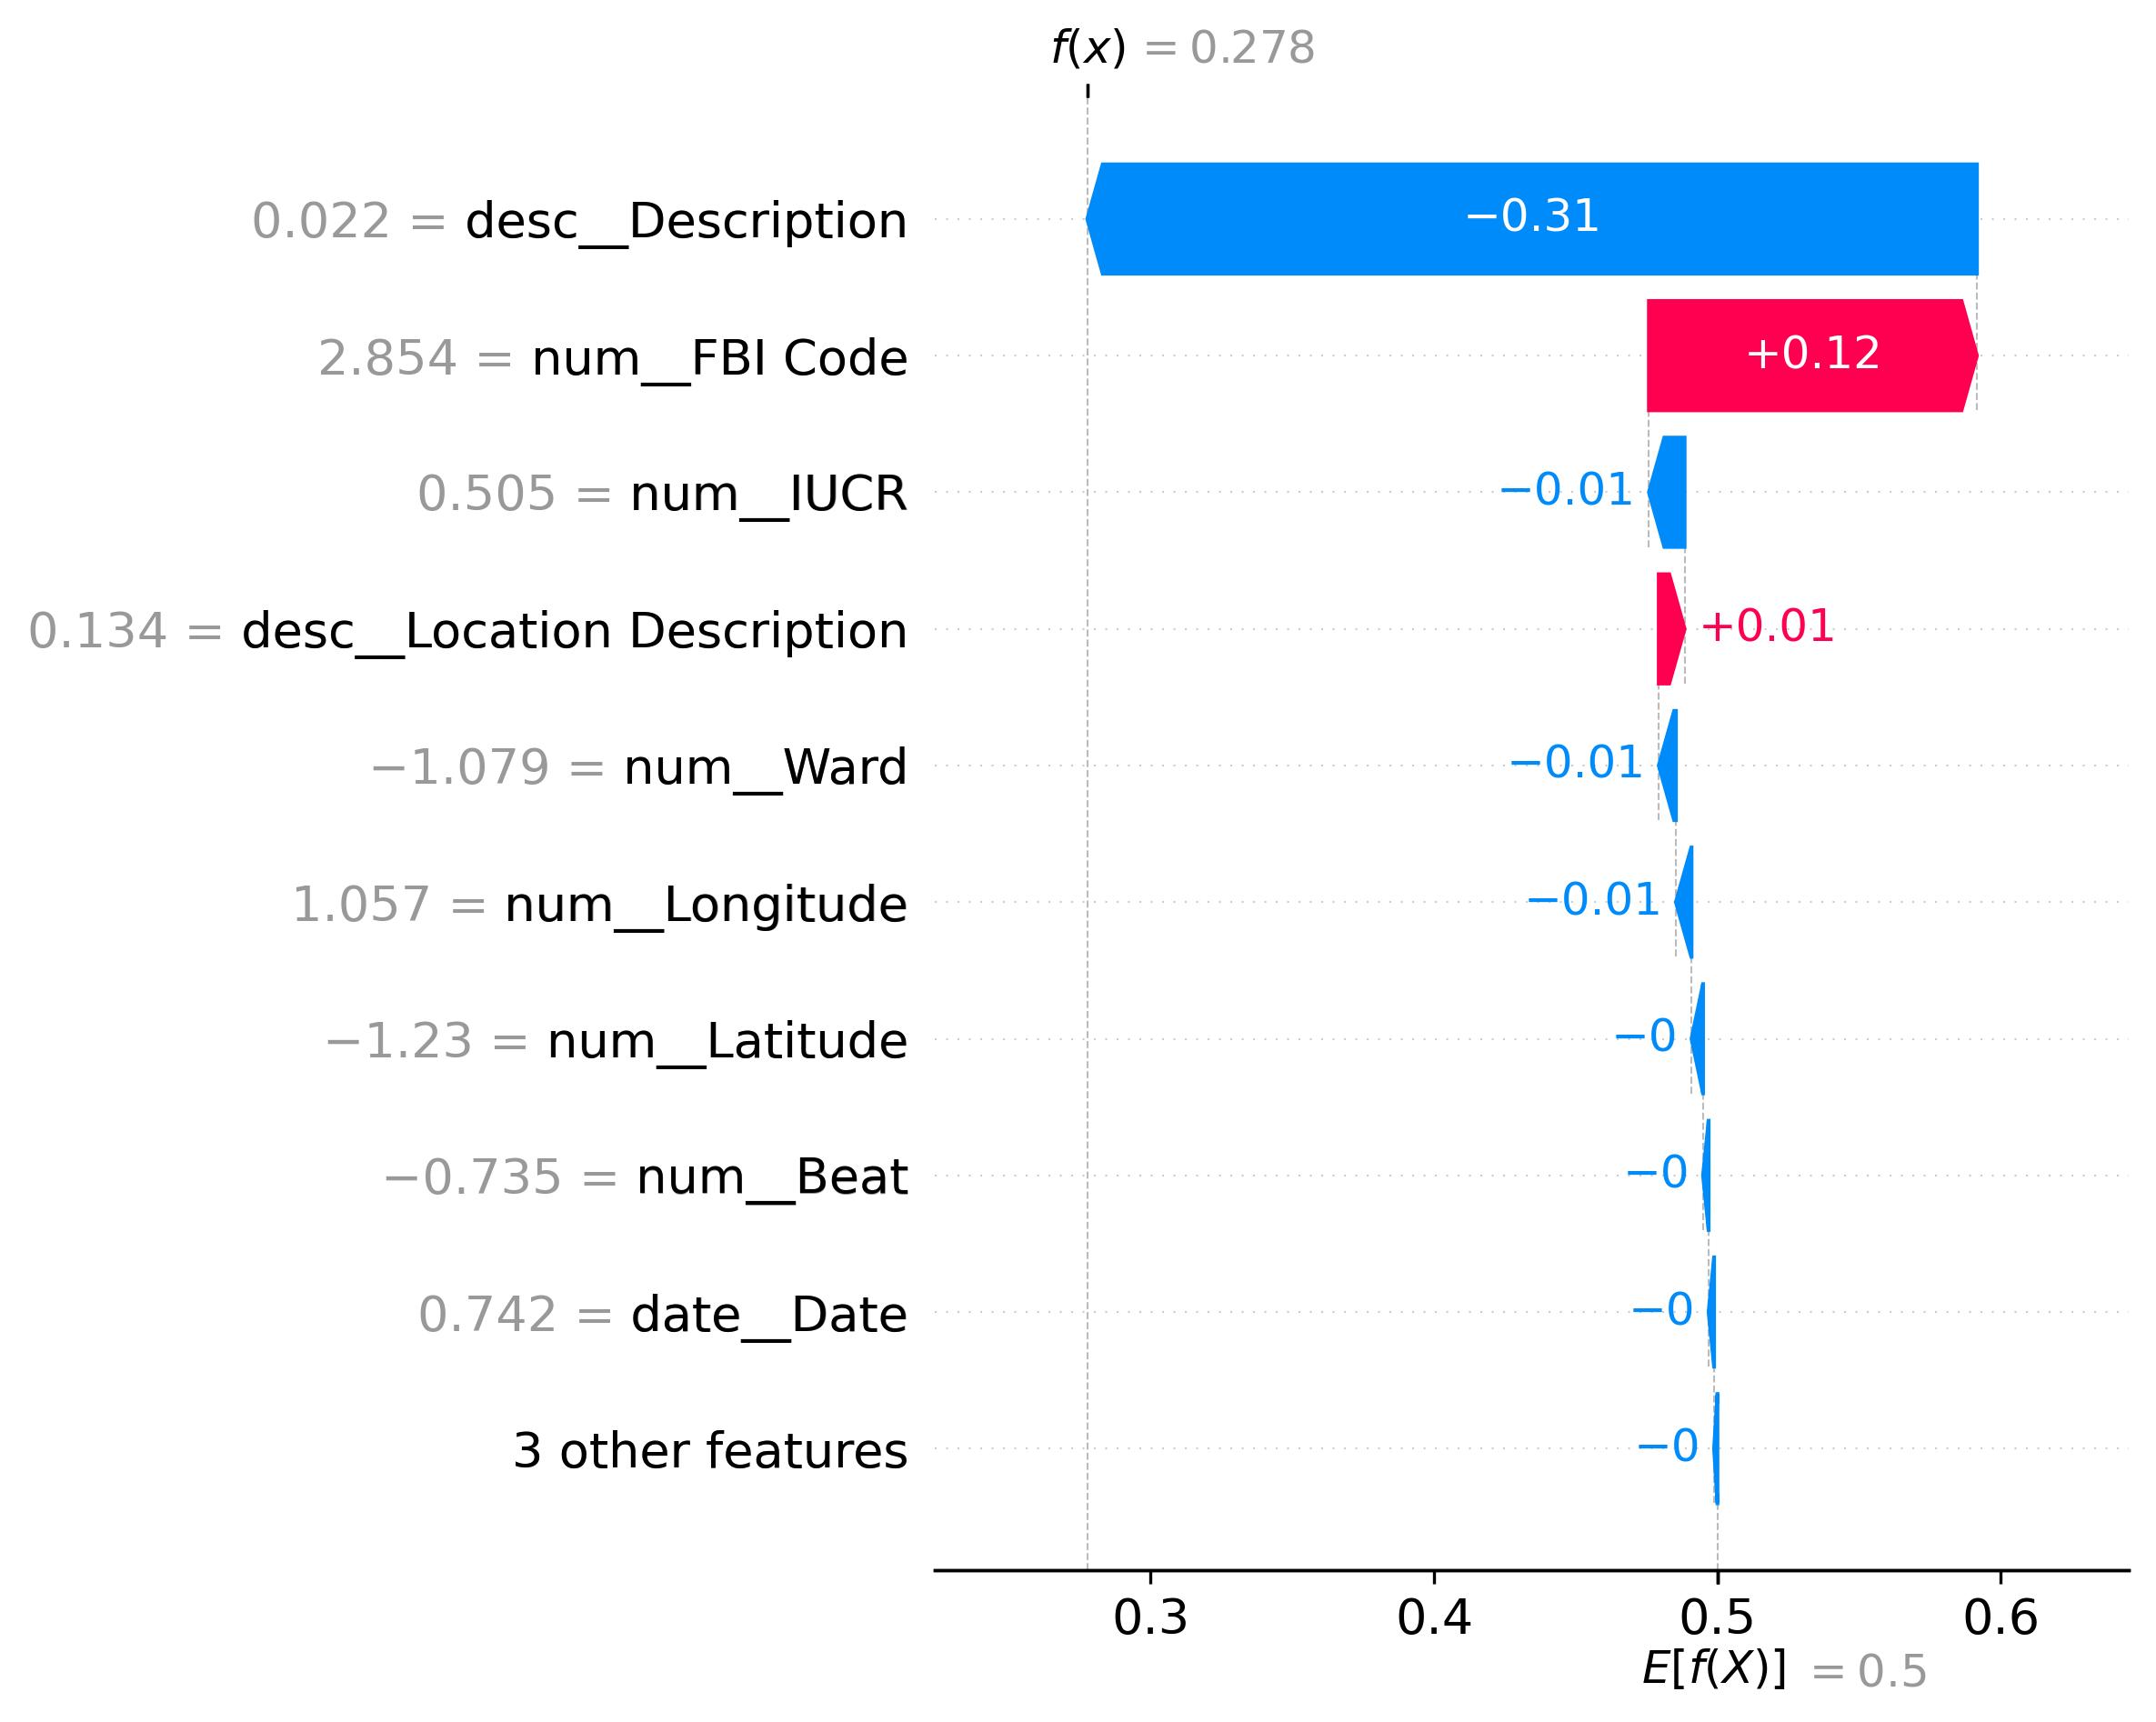 f(x) = 0.278
0.022 = desc__Description
−0.31
2.854 = num__FBI Code
+0.12
0.505 = num__IUCR
−0.01
0.134 = desc__Location Description
+0.01
−1.079 = num__Ward
−0.01
1.057 = num__Longitude
−0.01
−1.23 = num__Latitude
−0
−0.735 = num__Beat
−0
0.742 = date__Date
−0
3 other features
−0
0.3 0.4 0.5 0.6
E[f(X)] = 0.5